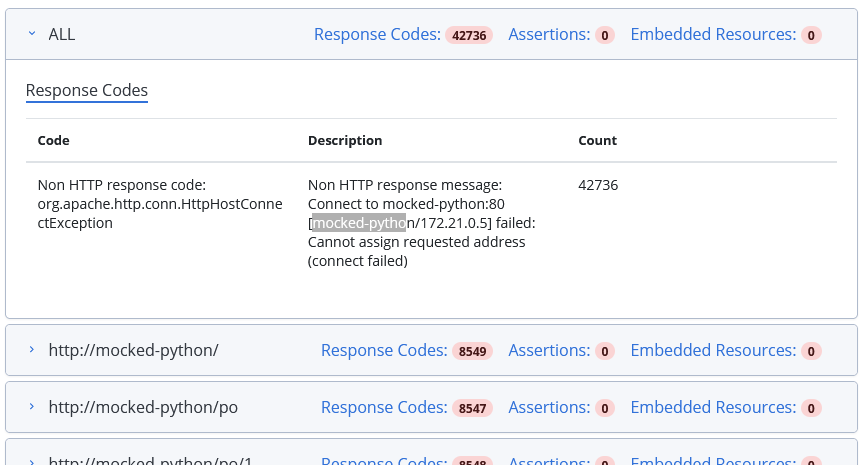 ALL Response Codes: 42736 Assertions: 0 Embedded Resources: 0
Response Codes
Code Description Count
Non HTTP response code: Non HTTP response message: 42736
org.apache.http.conn.HttpHostConne Connect to mocked-python:80
ctException [mocked-python/172.21.0.5] failed:
Cannot assign requested address
(connect failed)
http://mocked-python/ Response Codes: 8549 Assertions: 0 Embedded Resources: 0
http://mocked-python/po Response Codes: 8547 Assertions: 0 Embedded Resources: 0
http://mocked-python/po/1 Response Codes: 8548 Assertions: 0 Embedded Resources: 0